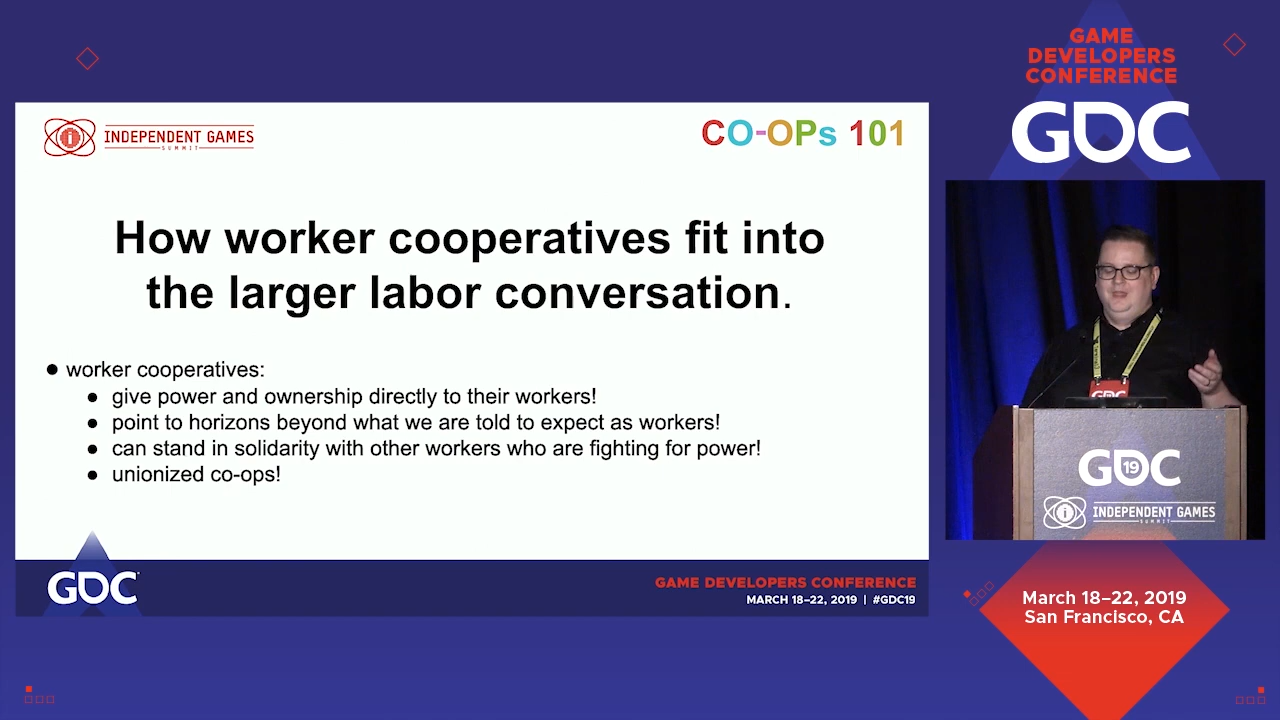 GAME
DEVELOPERS
CONFERENCE
GDC
INDEPENDENT GAMES
SUMMIT
CO-OPs 101
How worker cooperatives fit into
the larger labor conversation.
● worker cooperatives:
● give power and ownership directly to their workers!
● point to horizons beyond what we are told to expect as workers!
● can stand in solidarity with other workers who are fighting for power!
● unionized co-ops!
GDC
GAME DEVELOPERS CONFERENCE
MARCH 18–22, 2019 | #GDC19
GDC
GDC
19
INDEPENDENT GAMES
SUMMIT
March 18–22, 2019
San Francisco, CA